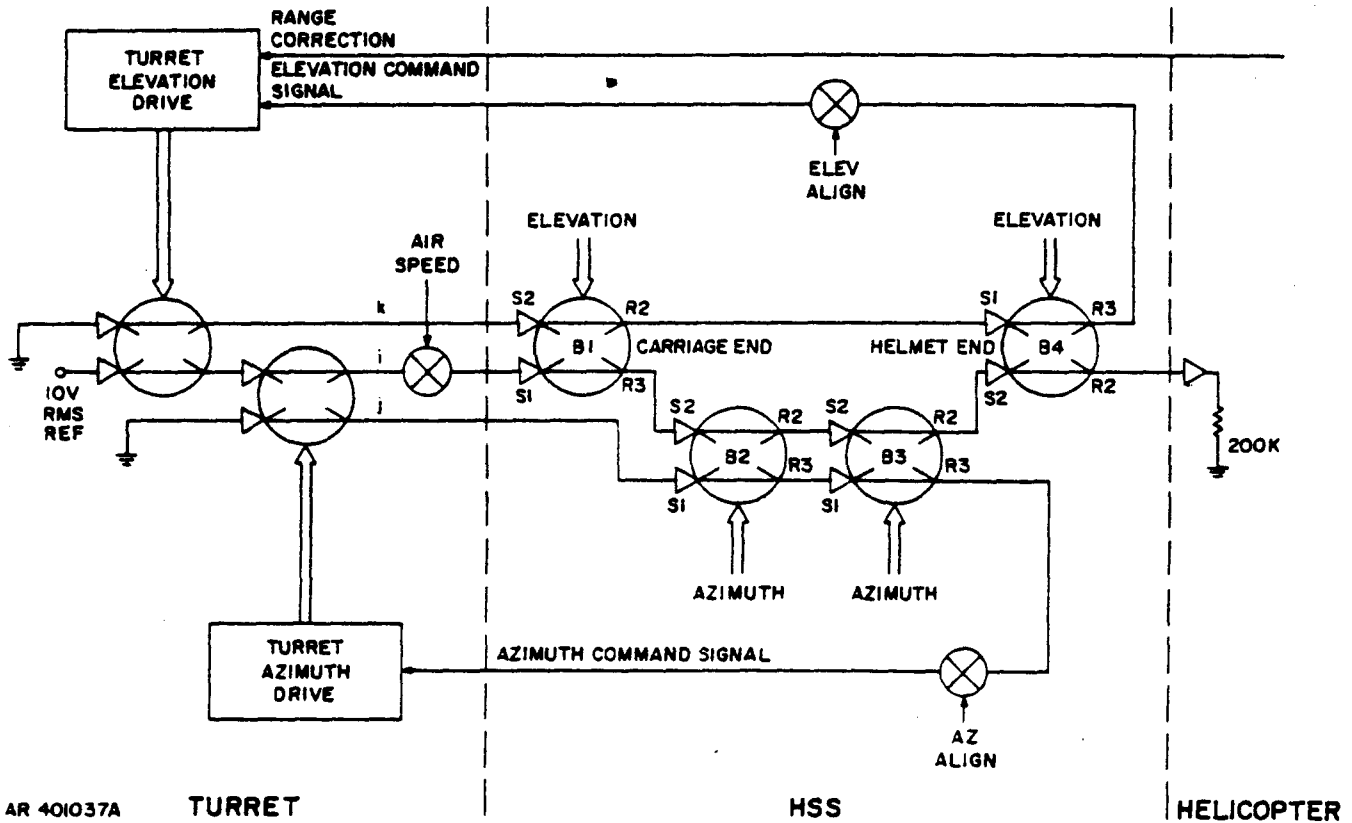 RANGE
CORRECTION
TURRET
ELEVATION
DRIVE
ELEVATION COMMAND
SIGNAL
ELEV
ALIGN
ELEVATION
ELEVATION
AIR
SPEED
k
S2
R2
S1
R3
B1
CARRIAGE END
HELMET END
B4
i
S1
R3
S2
R2
10V
RMS
REF
j
S2
R2
S2
R2
B2
R3
B3
R3
S1
S1
200K
AZIMUTH
AZIMUTH
TURRET
AZIMUTH
DRIVE
AZIMUTH COMMAND SIGNAL
AZ
ALIGN
AR 401037A
TURRET
HSS
HELICOPTER